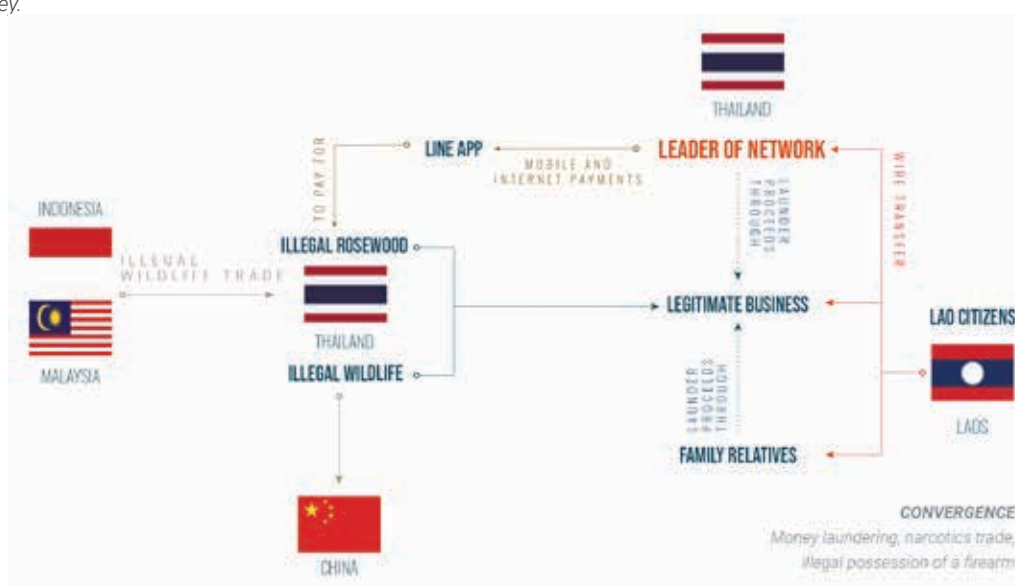 ey.
THAILAND
LINE APP
LEADER OF NETWORK
MOBILE AND
INTERNET PAYMENTS
TO PAY FOR
WIRE TRANSFER
LAUNDER
PROCEEDS
THROUGH
INDONESIA
ILLEGAL ROSEWOOD
ILLEGAL
WILDLIFE TRADE
LEGITIMATE BUSINESS
LAO CITIZENS
THAILAND
MALAYSIA
ILLEGAL WILDLIFE
LAUNDER
PROCEEDS
THROUGH
LAOS
FAMILY RELATIVES
CONVERGENCE
Money laundering, narcotics trade,
illegal possession of a firearm
CHINA